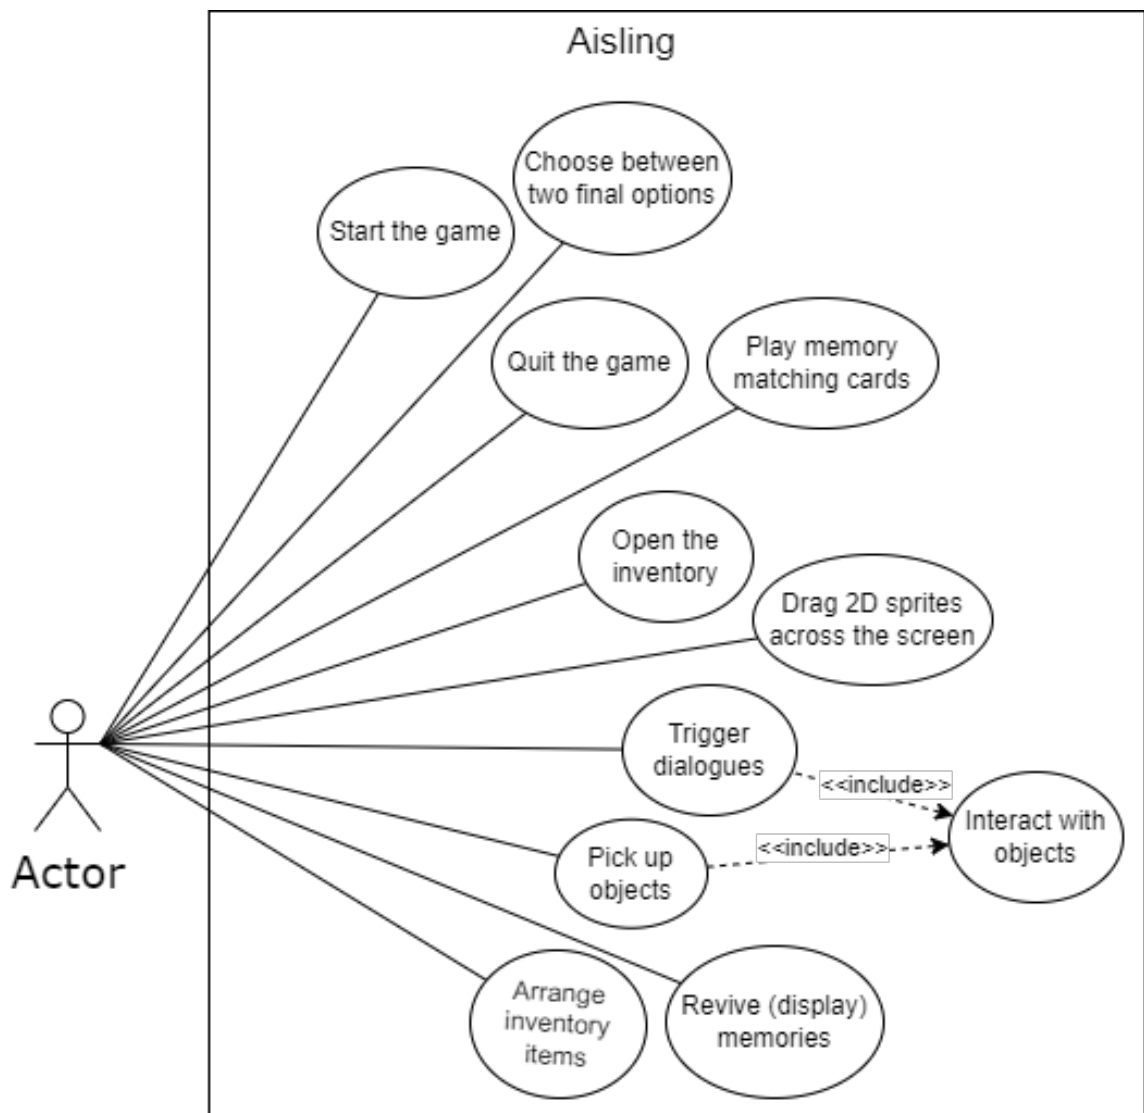 Aisling
Choose between
two final options
Start the game
Quit the game
Play memory
matching cards
Open the
inventory
Drag 2D sprites
across the screen
Trigger
dialogues
<<include>>
Interact with
objects
<<include>>
Pick up
objects
Actor
Arrange
inventory
items
Revive (display)
memories